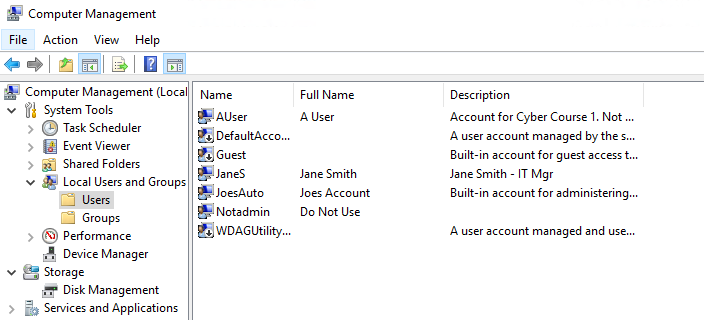 Computer Management
File Action View Help
Computer Management (Local
System Tools
Task Scheduler
Event Viewer
Shared Folders
Local Users and Groups
Users
Groups
Performance
Device Manager
Storage
Disk Management
Services and Applications
Name Full Name Description
AUser A User Account for Cyber Course 1. Not ...
DefaultAcco... A user account managed by the s...
Guest Built-in account for guest access t...
JaneS Jane Smith Jane Smith - IT Mgr
JoesAuto Joes Account Built-in account for administering...
Notadmin Do Not Use
WDAGUtility... A user account managed and use...